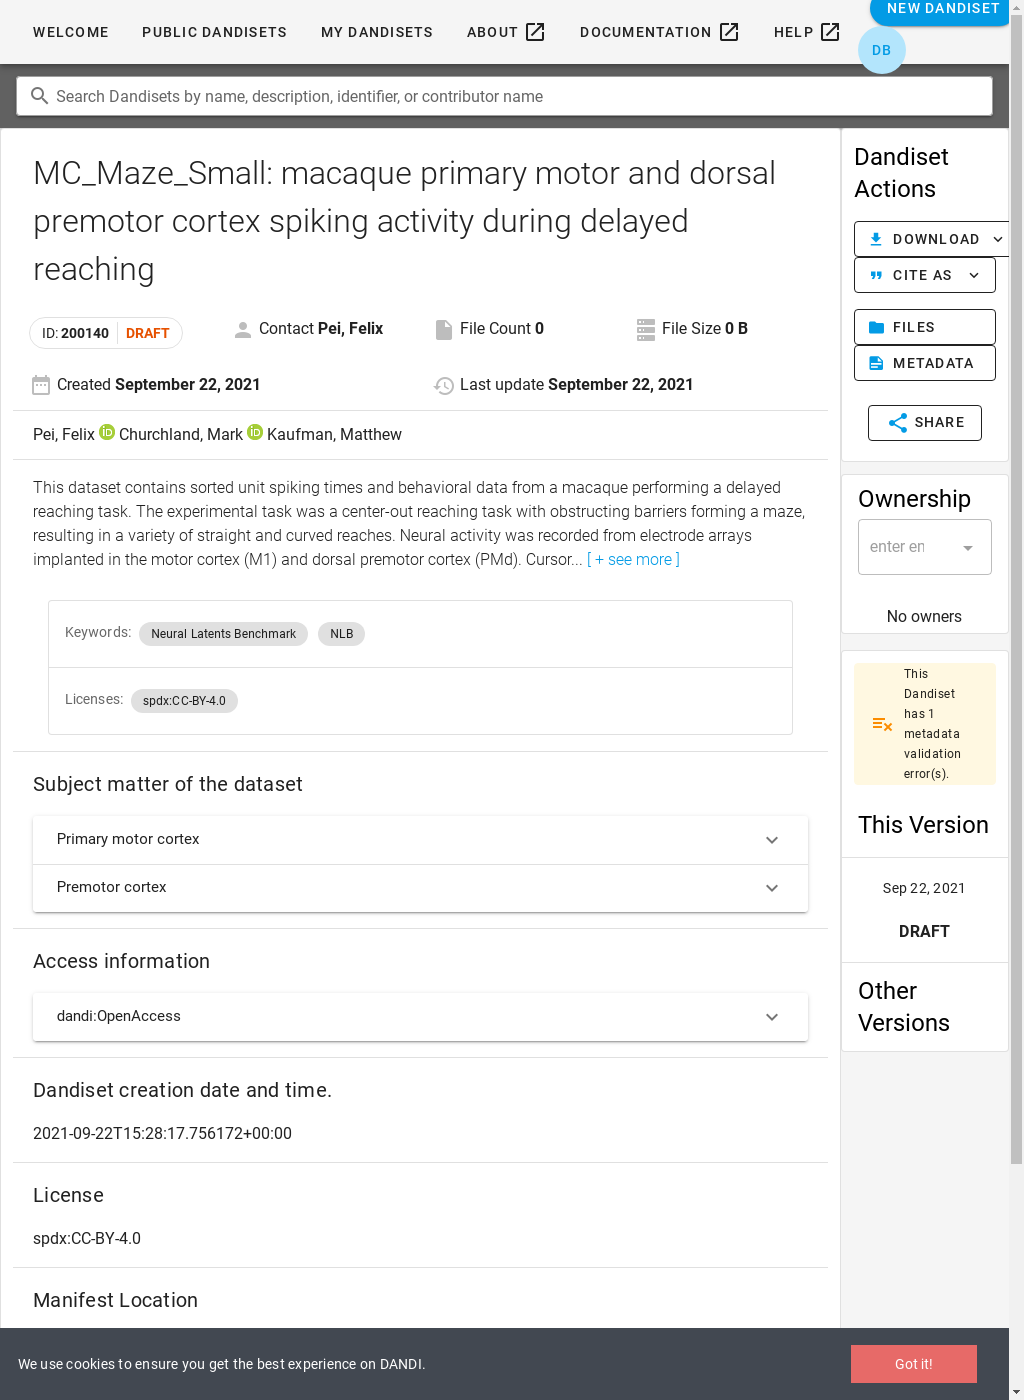 WELCOME PUBLIC DANDISETS MY DANDISETS ABOUT DOCUMENTATION HELP NEW DANDISET
DB
Search Dandisets by name, description, identifier, or contributor name
MC_Maze_Small: macaque primary motor and dorsal
premotor cortex spiking activity during delayed
reaching
ID: 200140 DRAFT
Contact Pei, Felix
File Count 0
File Size 0 B
Created September 22, 2021
Last update September 22, 2021
Pei, Felix iD Churchland, Mark iD Kaufman, Matthew
This dataset contains sorted unit spiking times and behavioral data from a macaque performing a delayed
reaching task. The experimental task was a center-out reaching task with obstructing barriers forming a maze,
resulting in a variety of straight and curved reaches. Neural activity was recorded from electrode arrays
implanted in the motor cortex (M1) and dorsal premotor cortex (PMd). Cursor... [ + see more ]
Keywords: Neural Latents Benchmark NLB
Licenses: spdx:CC-BY-4.0
Subject matter of the dataset
Primary motor cortex
Premotor cortex
Access information
dandi:OpenAccess
Dandiset creation date and time.
2021-09-22T15:28:17.756172+00:00
License
spdx:CC-BY-4.0
Manifest Location
Dandiset
Actions
DOWNLOAD
CITE AS
FILES
METADATA
SHARE
Ownership
enter en
No owners
This
Dandiset
has 1
metadata
validation
error(s).
This Version
Sep 22, 2021
DRAFT
Other
Versions
We use cookies to ensure you get the best experience on DANDI.
Got it!